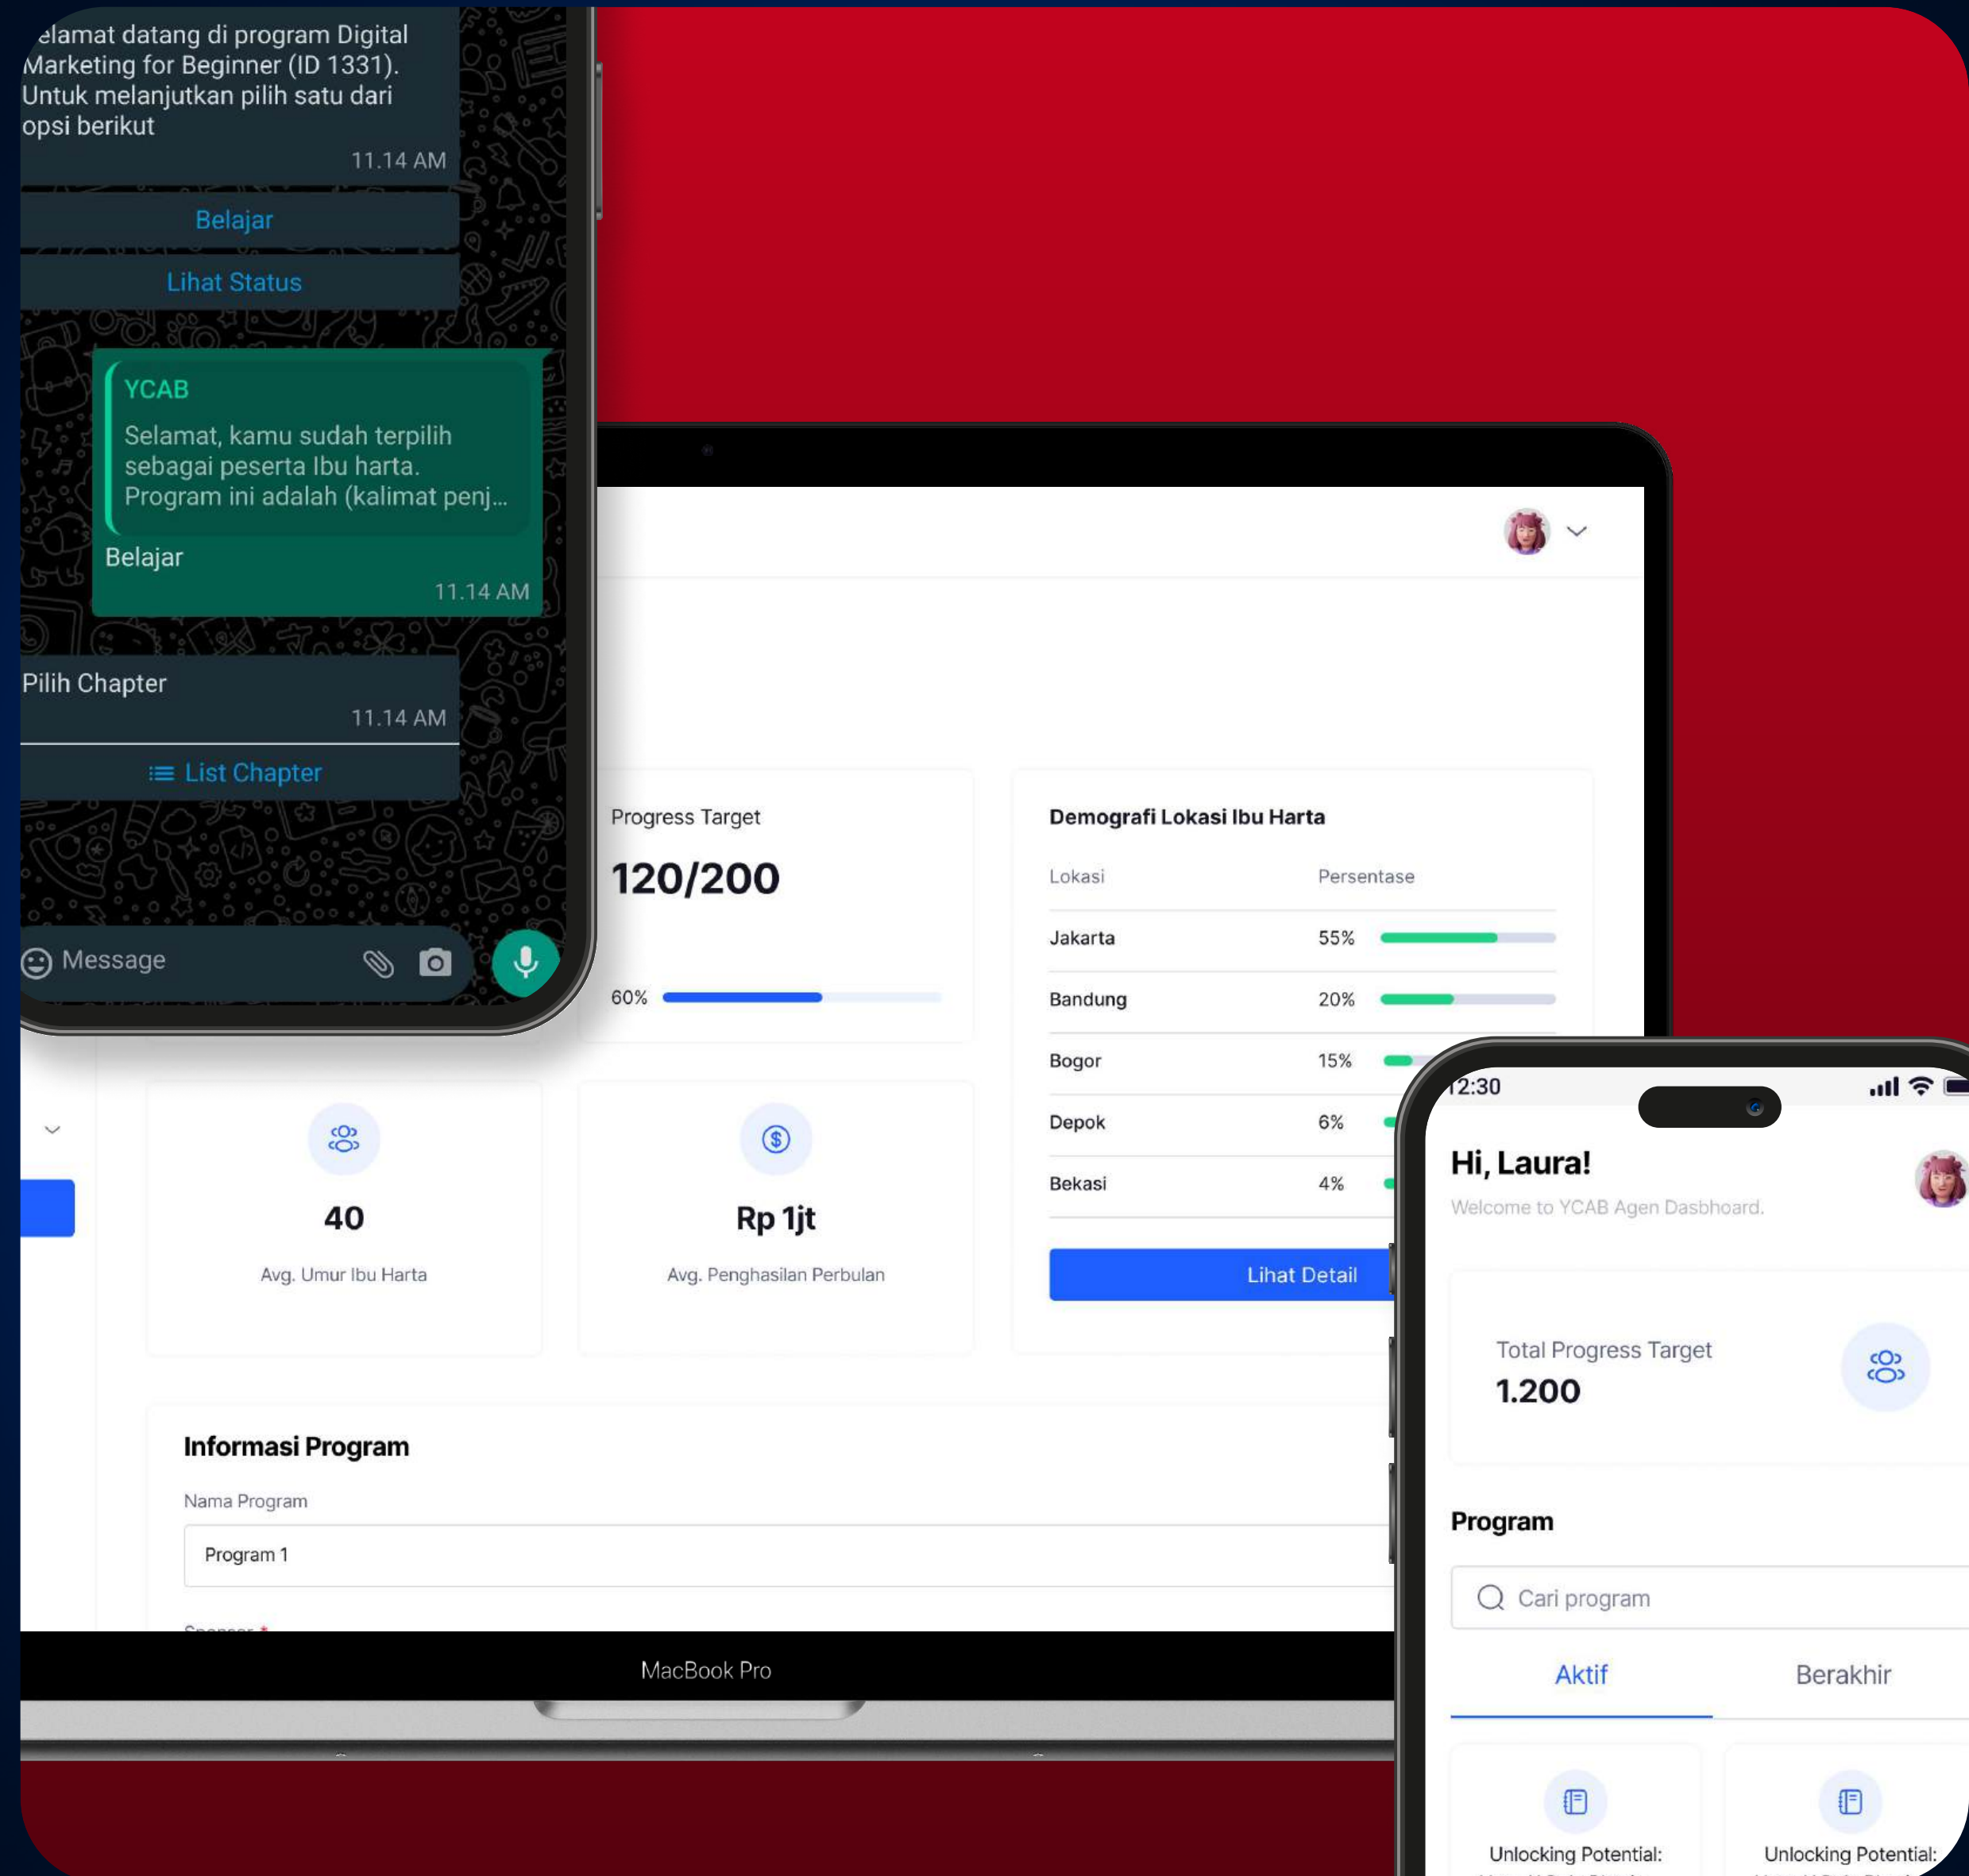 elamat datang di program Digital
Marketing for Beginner (ID 1331).
Untuk melanjutkan pilih satu dari
opsi berikut
11.14 AM
Belajar
Lihat Status
YCAB
Selamat, kamu sudah terpilih
sebagai peserta Ibu harta.
Program ini adalah (kalimat penj...
Belajar
11.14 AM
Pilih Chapter
11.14 AM
List Chapter
Message
Progress Target
120/200
60%
40
Avg. Umur Ibu Harta
Rp 1jt
Avg. Penghasilan Perbulan
Demografi Lokasi Ibu Harta
Lokasi Persentase
Jakarta 55%
Bandung 20%
Bogor 15%
Depok 6%
Bekasi 4%
Lihat Detail
Informasi Program
Nama Program
Program 1
MacBook Pro
12:30
Hi, Laura!
Welcome to YCAB Agen Dasbhoard.
Total Progress Target
1.200
Program
Cari program
Aktif Berakhir
Unlocking Potential: Unlocking Potential: